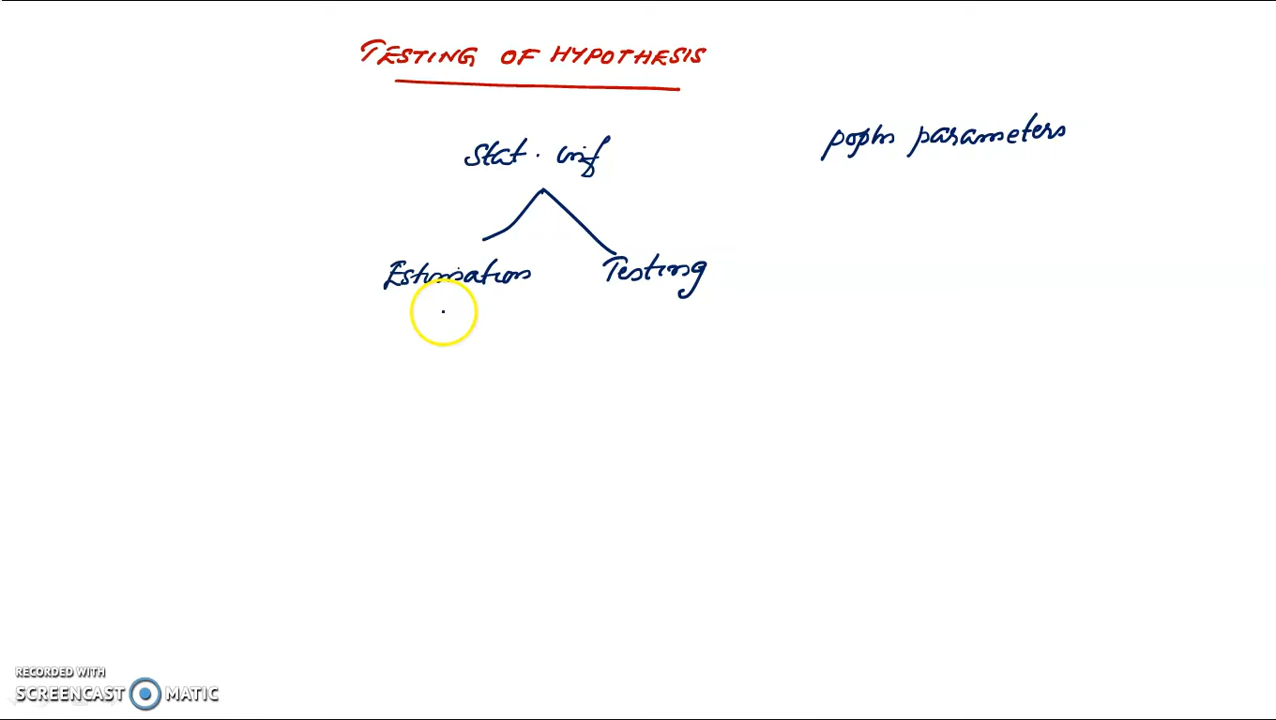 TESTING OF HYPOTHESIS
Stat. inf
popln parameters
Estimation
Testing
RECORDED WITH
SCREENCAST MATIC